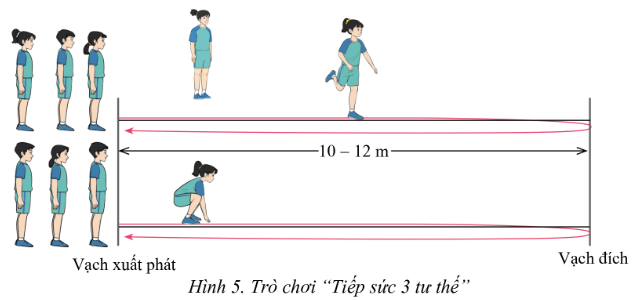 10 – 12 m
Vạch xuất phát
Vạch đích
Hình 5. Trò chơi “Tiếp sức 3 tư thế”